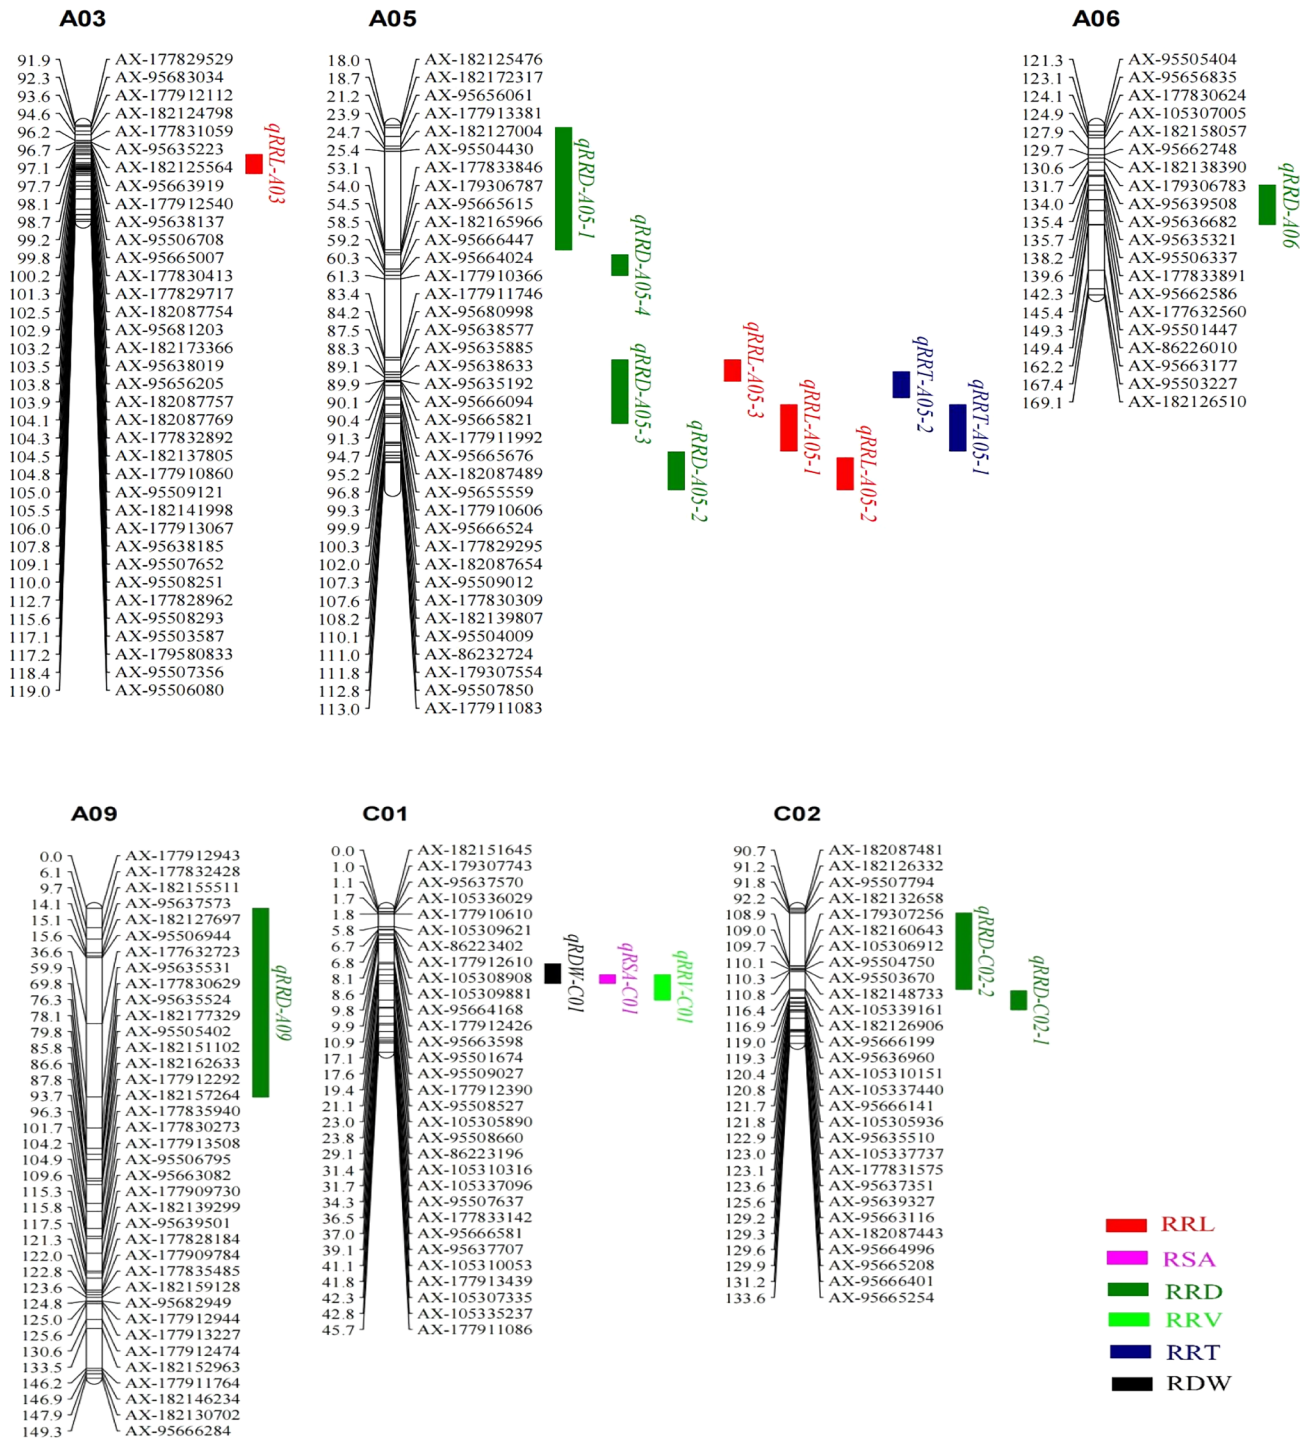 A03
91.9 AX-177829529
92.3 AX-95683034
93.6 AX-177912112
94.6 AX-182124798
96.2 AX-177831059
96.7 AX-95635223
97.1 AX-182125564
97.7 AX-95663919
98.1 AX-177912540
98.7 AX-95638137
99.2 AX-95506708
99.8 AX-95665007
100.2 AX-177830413
101.3 AX-177829717
102.5 AX-182087754
102.9 AX-95681203
103.2 AX-182173366
103.5 AX-95638019
103.8 AX-95656205
103.9 AX-182087757
104.1 AX-182087769
104.3 AX-177832892
104.5 AX-182137805
104.8 AX-177910860
105.0 AX-95509121
105.5 AX-182141998
106.0 AX-177913067
107.8 AX-95638185
109.1 AX-95507652
110.0 AX-95508251
112.7 AX-177828962
115.6 AX-95508293
117.1 AX-95503587
117.2 AX-179580833
118.4 AX-95507356
119.0 AX-95506080
qRRL-A03
A05
18.0 AX-182125476
18.7 AX-182172317
21.2 AX-95656061
23.9 AX-177913381
24.7 AX-182127004
25.4 AX-95504430
53.1 AX-177833846
54.0 AX-179306787
54.5 AX-95665615
58.5 AX-182165966
59.2 AX-95666447
60.3 AX-95664024
61.3 AX-177910366
83.4 AX-177911746
84.2 AX-95680998
87.5 AX-95638577
88.3 AX-95635885
89.1 AX-95638633
89.9 AX-95635192
90.1 AX-95666094
90.4 AX-95665821
91.3 AX-177911992
94.7 AX-95665676
95.2 AX-182087489
96.8 AX-95655559
99.3 AX-177910606
99.9 AX-95666524
100.3 AX-177829295
102.0 AX-182087654
107.3 AX-95509012
107.6 AX-177830309
108.2 AX-182139807
110.1 AX-95504009
111.0 AX-86232724
111.8 AX-179307554
112.8 AX-95507850
113.0 AX-177911083
qRRD-A05-1
qRRD-A05-4
qRRD-A05-3
qRRD-A05-2
qRRL-A05-3
qRRL-A05-1
qRRL-A05-2
qRRT-A05-2
qRRT-A05-1
A06
121.3 AX-95505404
123.1 AX-95656835
124.1 AX-177830624
124.9 AX-105307005
127.9 AX-182158057
129.7 AX-95662748
130.6 AX-182138390
131.7 AX-179306783
134.0 AX-95639508
135.4 AX-95636682
135.7 AX-95635321
138.2 AX-95506337
139.6 AX-177833891
142.3 AX-95662586
145.4 AX-177632560
149.3 AX-95501447
149.4 AX-86226010
162.2 AX-95663177
167.4 AX-95503227
169.1 AX-182126510
qRRD-A06
A09
0.0 AX-177912943
6.1 AX-177832428
9.7 AX-182155511
14.1 AX-95637573
15.1 AX-182127697
15.6 AX-95506944
36.6 AX-177632723
59.9 AX-95635531
69.8 AX-177830629
76.3 AX-95635524
78.1 AX-182177329
79.8 AX-95505402
85.8 AX-182151102
86.6 AX-182162633
87.8 AX-177912292
93.7 AX-182157264
96.3 AX-177835940
101.7 AX-177830273
104.2 AX-177913508
104.9 AX-95506795
109.6 AX-95663082
115.3 AX-177909730
115.8 AX-182139299
117.5 AX-95639501
121.3 AX-177828184
122.0 AX-177909784
122.8 AX-177835485
123.6 AX-182159128
124.8 AX-95682949
125.0 AX-177912944
125.6 AX-177913227
130.6 AX-177912474
133.5 AX-182152963
146.2 AX-177911764
146.9 AX-182146234
147.9 AX-182130702
149.3 AX-95666284
qRRD-A09
C01
0.0 AX-182151645
1.0 AX-179307743
1.1 AX-95637570
1.7 AX-105336029
1.8 AX-177910610
5.8 AX-105309621
6.7 AX-86223402
6.8 AX-177912610
8.1 AX-105308908
8.6 AX-105309881
9.8 AX-95664168
9.9 AX-177912426
10.9 AX-95663598
17.1 AX-95501674
17.6 AX-95509027
19.4 AX-177912390
21.1 AX-95508527
23.0 AX-105305890
23.8 AX-95508660
29.1 AX-86223196
31.4 AX-105310316
31.7 AX-105337096
34.3 AX-95507637
36.5 AX-177833142
37.0 AX-95666581
39.1 AX-95637707
41.1 AX-105310053
41.8 AX-177913439
42.3 AX-105307335
42.8 AX-105335237
45.7 AX-177911086
qRDW-C01
qRSA-C01
qRRV-C01
C02
90.7 AX-182087481
91.2 AX-182126332
91.8 AX-95507794
92.2 AX-182132658
108.9 AX-179307256
109.0 AX-182160643
109.7 AX-105306912
110.1 AX-95504750
110.3 AX-95503670
110.8 AX-182148733
116.4 AX-105339161
116.9 AX-182126906
119.0 AX-95666199
119.3 AX-95636960
120.4 AX-105310151
120.8 AX-105337440
121.7 AX-95666141
121.8 AX-105305936
122.9 AX-95635510
123.0 AX-105337737
123.1 AX-177831575
123.6 AX-95637351
125.6 AX-95639327
129.2 AX-95663116
129.3 AX-182087443
129.6 AX-95664996
129.9 AX-95665208
131.2 AX-95666401
133.6 AX-95665254
qRRD-C02-2
qRRD-C02-1
RRL
RSA
RRD
RRV
RRT
RDW